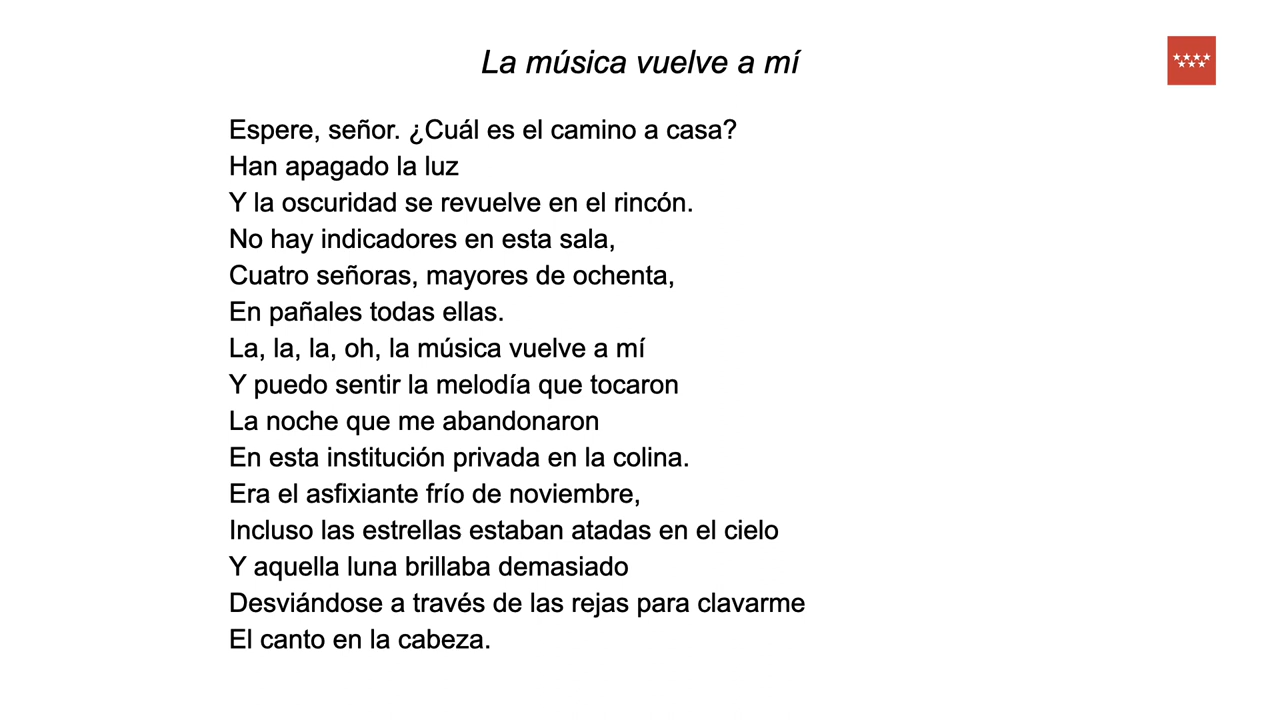 La música vuelve a mí
Espere, señor. ¿Cuál es el camino a casa?
Han apagado la luz
Y la oscuridad se revuelve en el rincón.
No hay indicadores en esta sala,
Cuatro señoras, mayores de ochenta,
En pañales todas ellas.
La, la, la, oh, la música vuelve a mí
Y puedo sentir la melodía que tocaron
La noche que me abandonaron
En esta institución privada en la colina.
Era el asfixiante frío de noviembre,
Incluso las estrellas estaban atadas en el cielo
Y aquella luna brillaba demasiado
Desviándose a través de las rejas para clavarme
El canto en la cabeza.